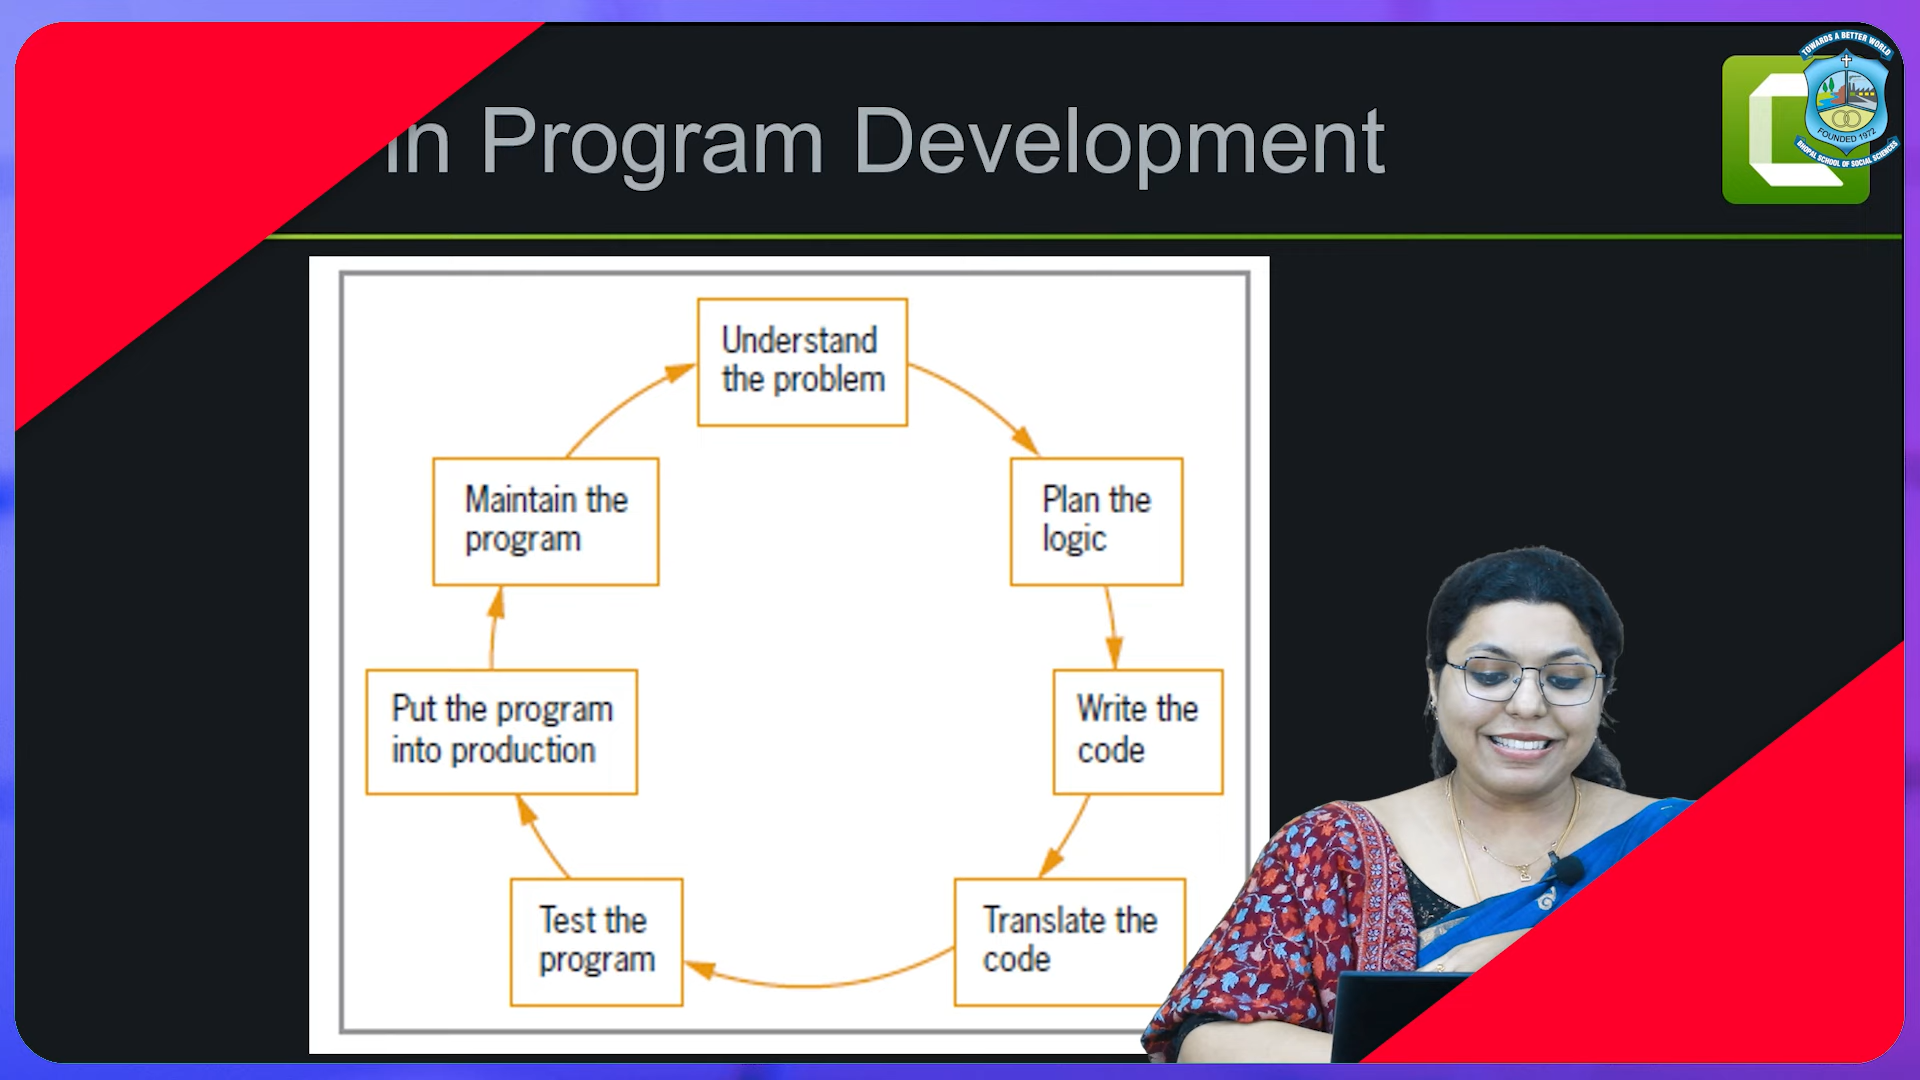 in Program Development
TOWARDS A BETTER WORLD
FOUNDED 1972
BHOPAL SCHOOL OF SOCIAL SCIENCES
Understand
the problem
Plan the
logic
Write the
code
Translate the
code
Test the
program
Put the program
into production
Maintain the
program